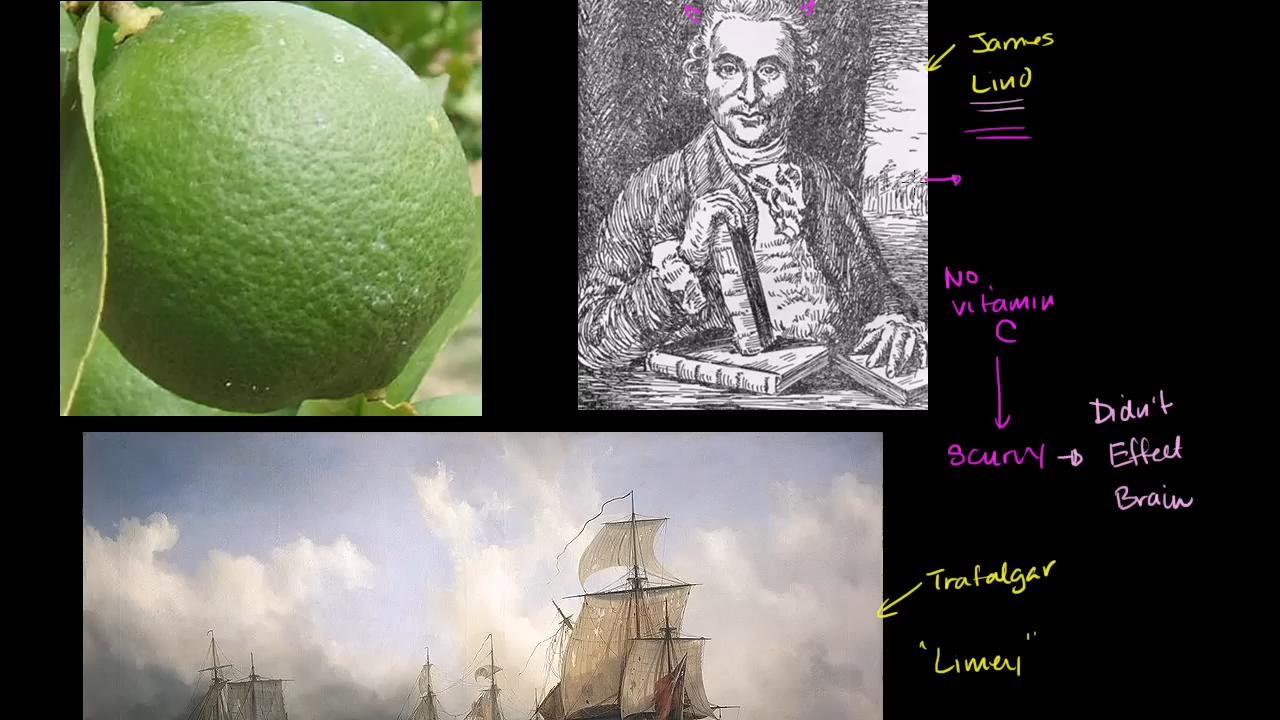 James
Lind
No
vitamin
C
scurvy
Didn't
Effect
Brain
Trafalgar
"Limey"